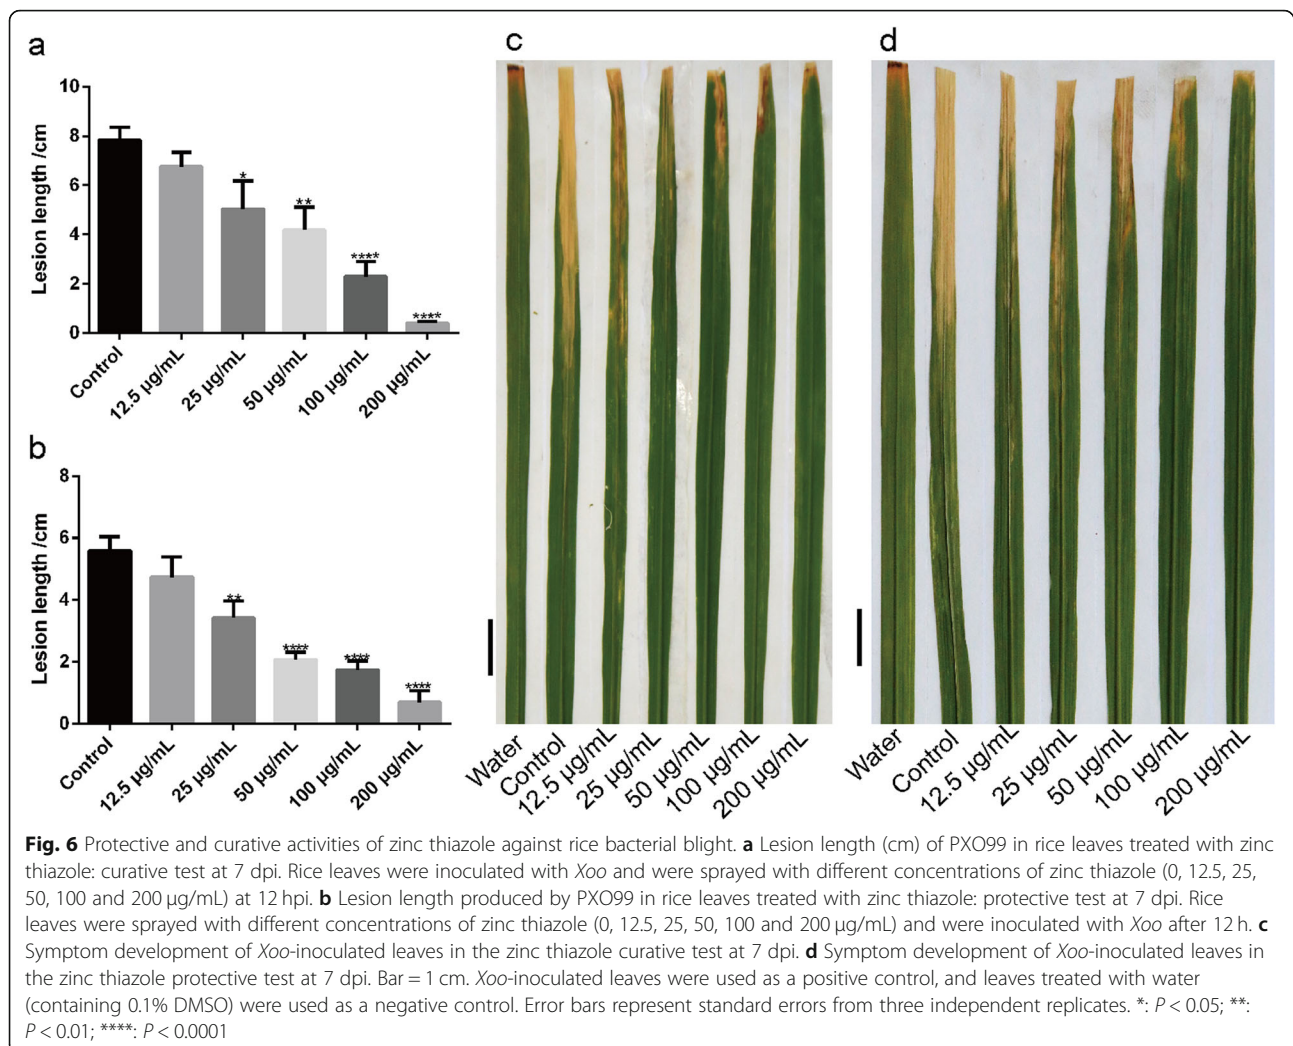 a
10
8
6
4
2
0
Lesion length /cm
*
**
****
****
Control
12.5 µg/mL
25 µg/mL
50 µg/mL
100 µg/mL
200 µg/mL
b
8
6
4
2
0
Lesion length /cm
**
****
****
****
Control
12.5 µg/mL
25 µg/mL
50 µg/mL
100 µg/mL
200 µg/mL
c
Water
Control
12.5 µg/mL
25 µg/mL
50 µg/mL
100 µg/mL
200 µg/mL
d
Water
Control
12.5 µg/mL
25 µg/mL
50 µg/mL
100 µg/mL
200 µg/mL
Fig. 6 Protective and curative activities of zinc thiazole against rice bacterial blight. a Lesion length (cm) of PXO99 in rice leaves treated with zinc
thiazole: curative test at 7 dpi. Rice leaves were inoculated with Xoo and were sprayed with different concentrations of zinc thiazole (0, 12.5, 25,
50, 100 and 200 µg/mL) at 12 hpi. b Lesion length produced by PXO99 in rice leaves treated with zinc thiazole: protective test at 7 dpi. Rice
leaves were sprayed with different concentrations of zinc thiazole (0, 12.5, 25, 50, 100 and 200 µg/mL) and were inoculated with Xoo after 12 h. c
Symptom development of Xoo-inoculated leaves in the zinc thiazole curative test at 7 dpi. d Symptom development of Xoo-inoculated leaves in
the zinc thiazole protective test at 7 dpi. Bar = 1 cm. Xoo-inoculated leaves were used as a positive control, and leaves treated with water
(containing 0.1% DMSO) were used as a negative control. Error bars represent standard errors from three independent replicates. *: P < 0.05; **:
P < 0.01; ****: P < 0.0001